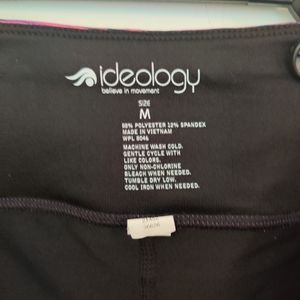 ideology
believe in movement
SIZE
M
88% POLYESTER 12% SPANDEX
MADE IN VIETNAM
WPL 8046
MACHINE WASH COLD.
GENTLE CYCLE WITH
LIKE COLORS.
ONLY NON-CHLORINE
BLEACH WHEN NEEDED.
TUMBLE DRY LOW.
COOL IRON WHEN NEEDED.